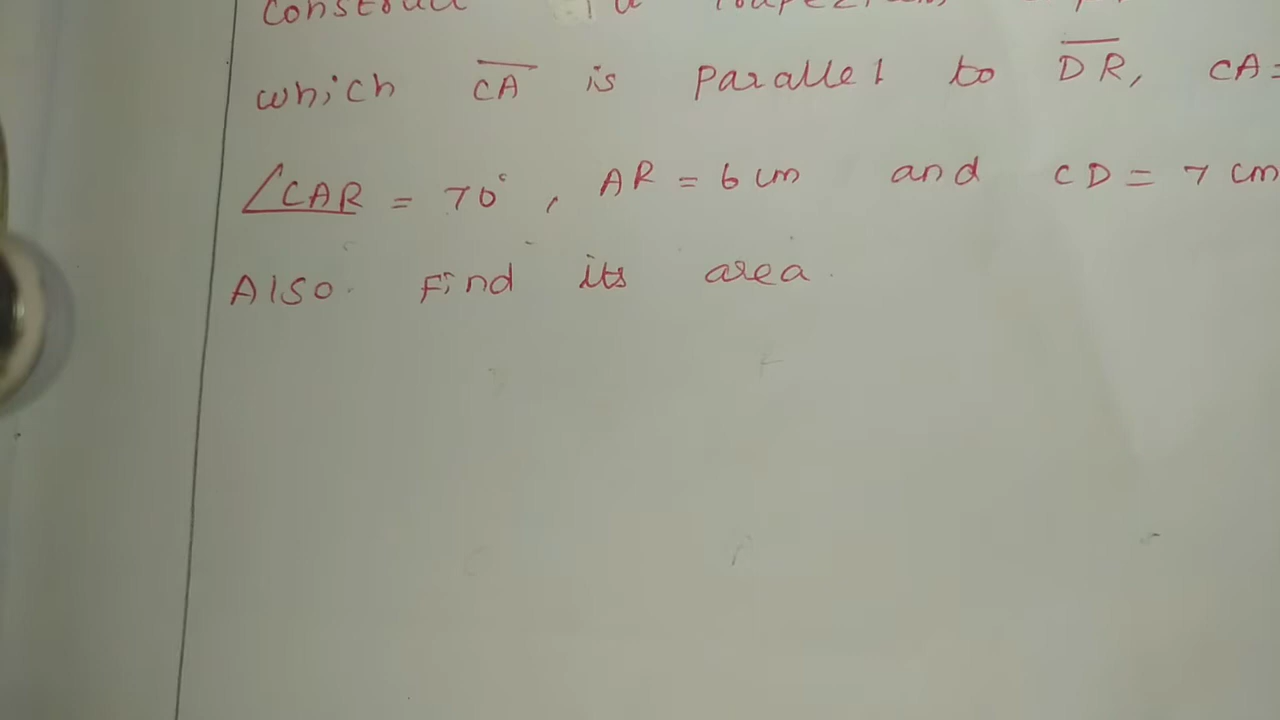 which CA is parallel to DR, CA=
∠CAR = 70°, AR = 6 cm and CD = 7 cm
Also Find its area.